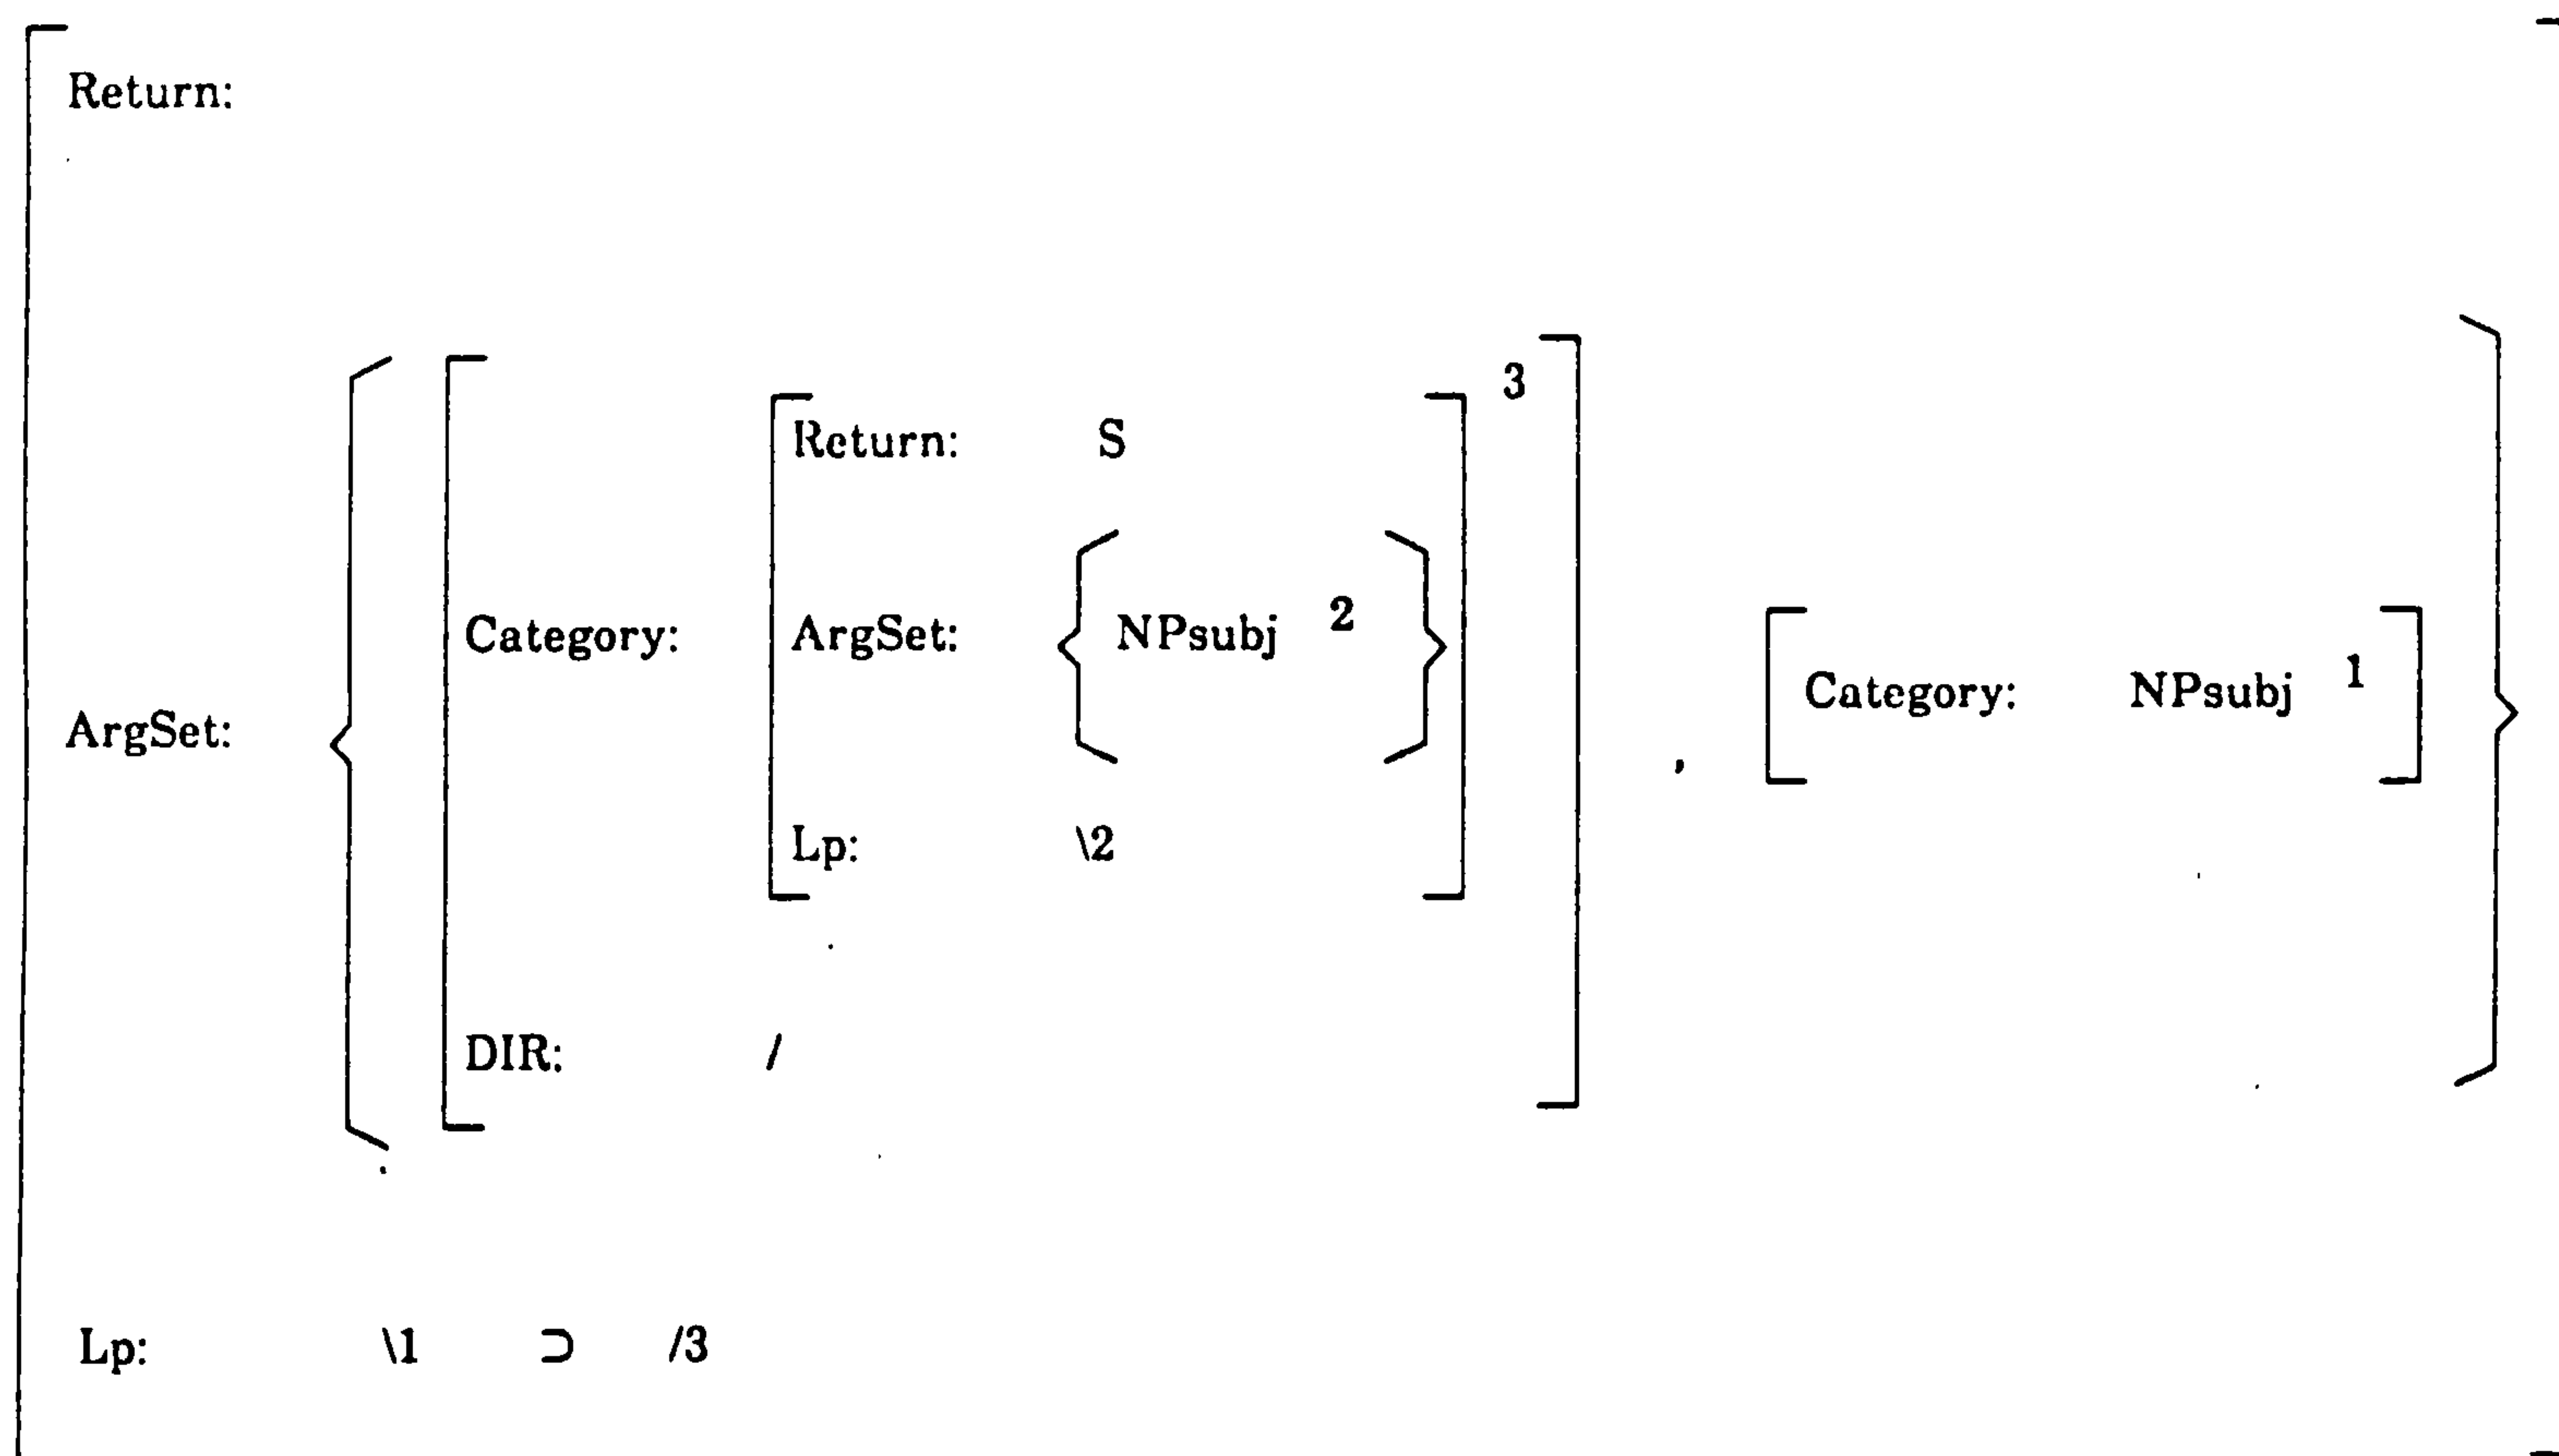 Return:
3
Return: S
Category: ArgSet: NPsubj 2
ArgSet: , Category: NPsubj 1
Lp: \2
DIR: /
Lp: \1 ⊃ /3